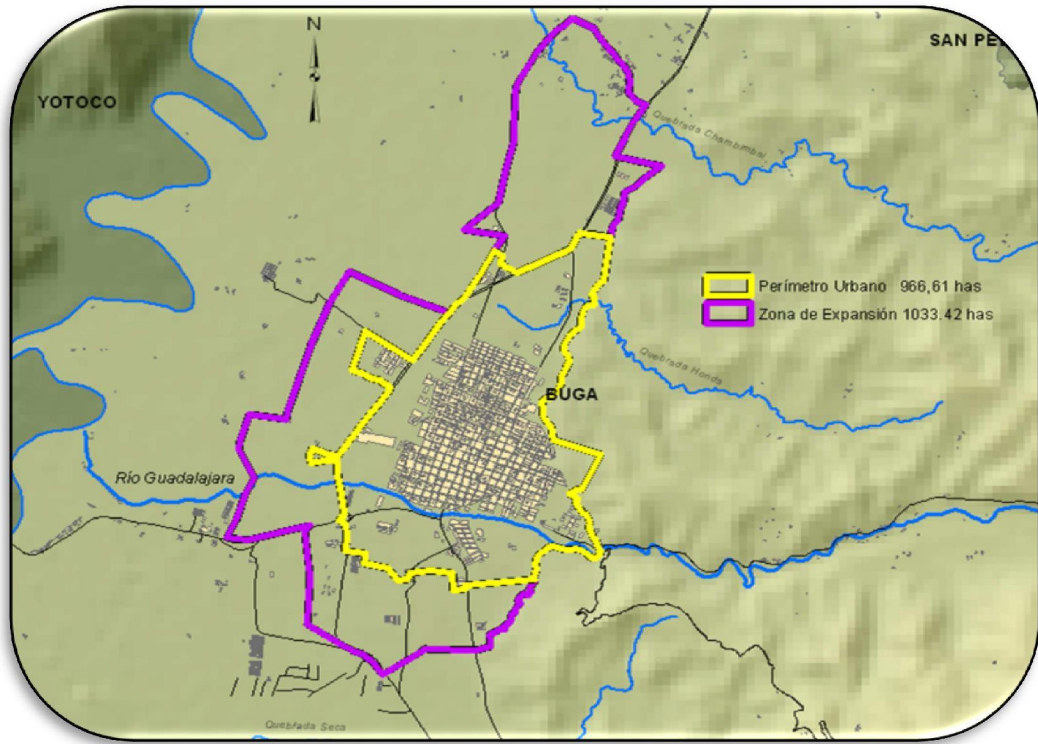 N
SAN PE
YOTOCO
Quebrada Chambimbal
Perímetro Urbano 966,61 has
Zona de Expansión 1033.42 has
Quebrada Honda
BUGA
Río Guadalajara
Quebrada Seca